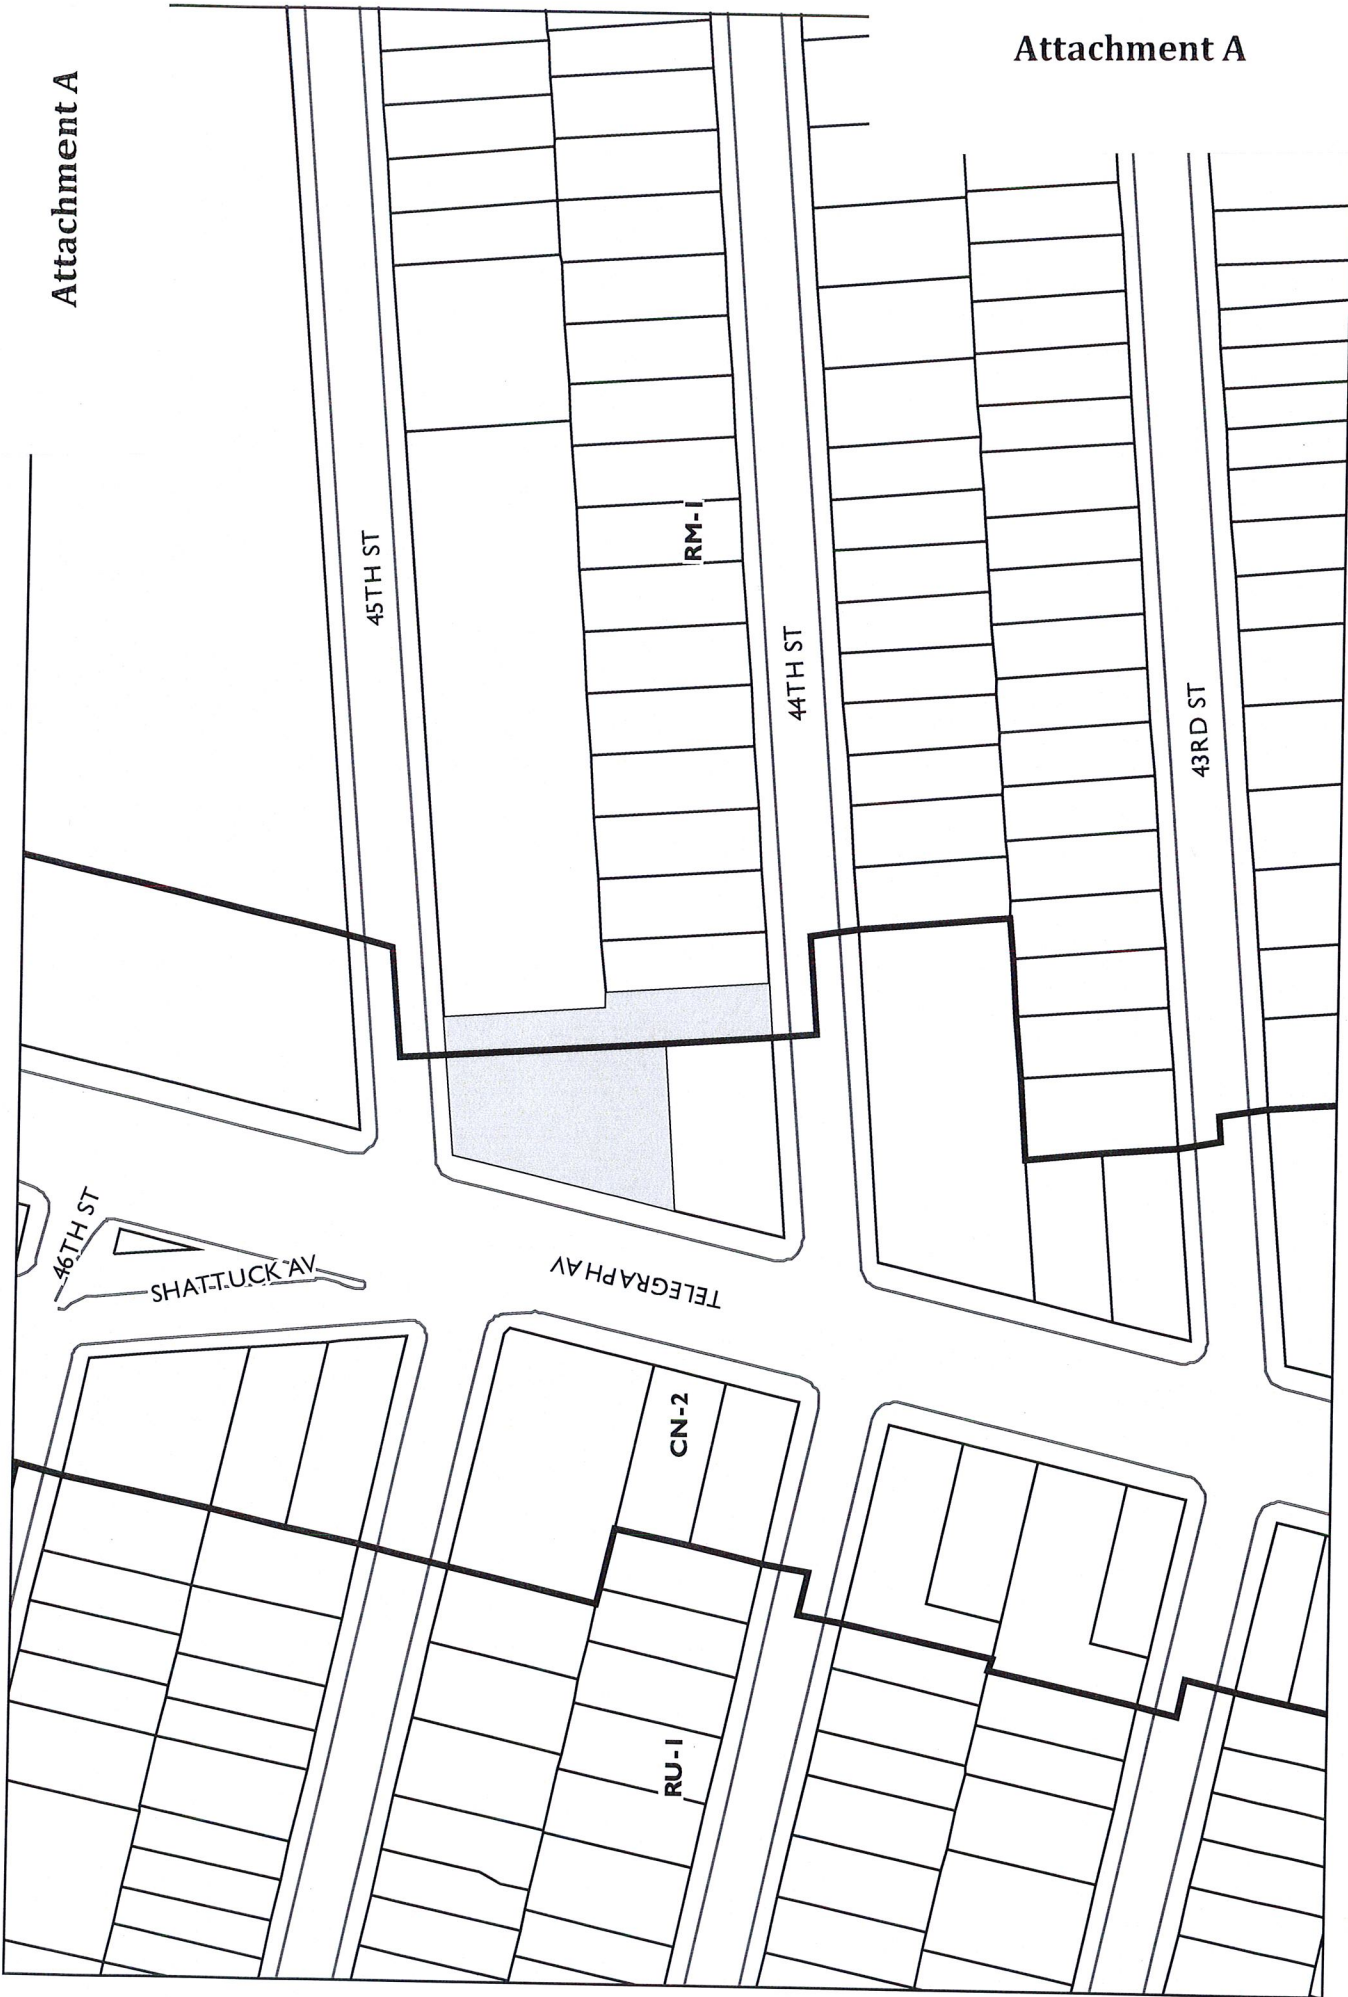 Attachment A
Attachment A
45TH ST
RM-1
44TH ST
43RD ST
46TH ST
SHATTUCK AV
TELEGRAPH AV
CN-2
RU-1